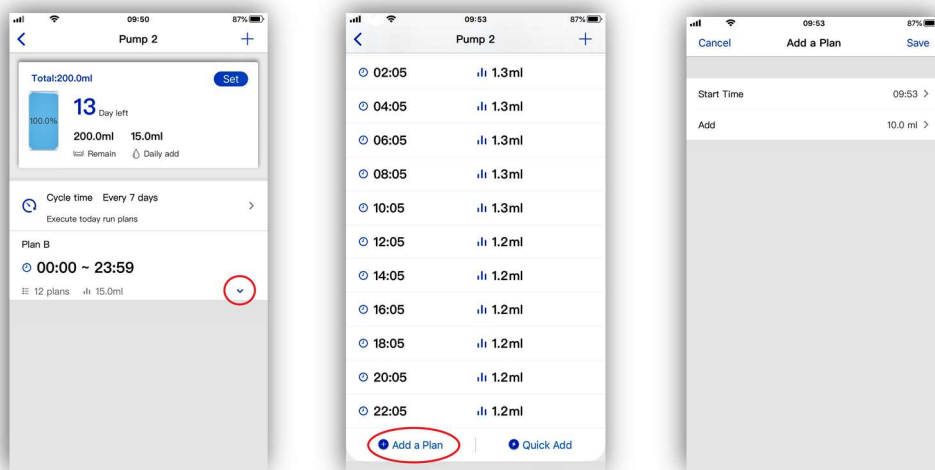 09:50
87%
Pump 2
Total:200.0ml
Set
100.0%
13 Day left
200.0ml 15.0ml
Remain Daily add
Cycle time Every 7 days
Execute today run plans
Plan B
00:00 ~ 23:59
12 plans 15.0ml
09:53
87%
Pump 2
02:05 1.3ml
04:05 1.3ml
06:05 1.3ml
08:05 1.3ml
10:05 1.3ml
12:05 1.2ml
14:05 1.2ml
16:05 1.2ml
18:05 1.2ml
20:05 1.2ml
22:05 1.2ml
Add a Plan Quick Add
09:53
87%
Cancel Add a Plan Save
Start Time 09:53 >
Add 10.0 ml >